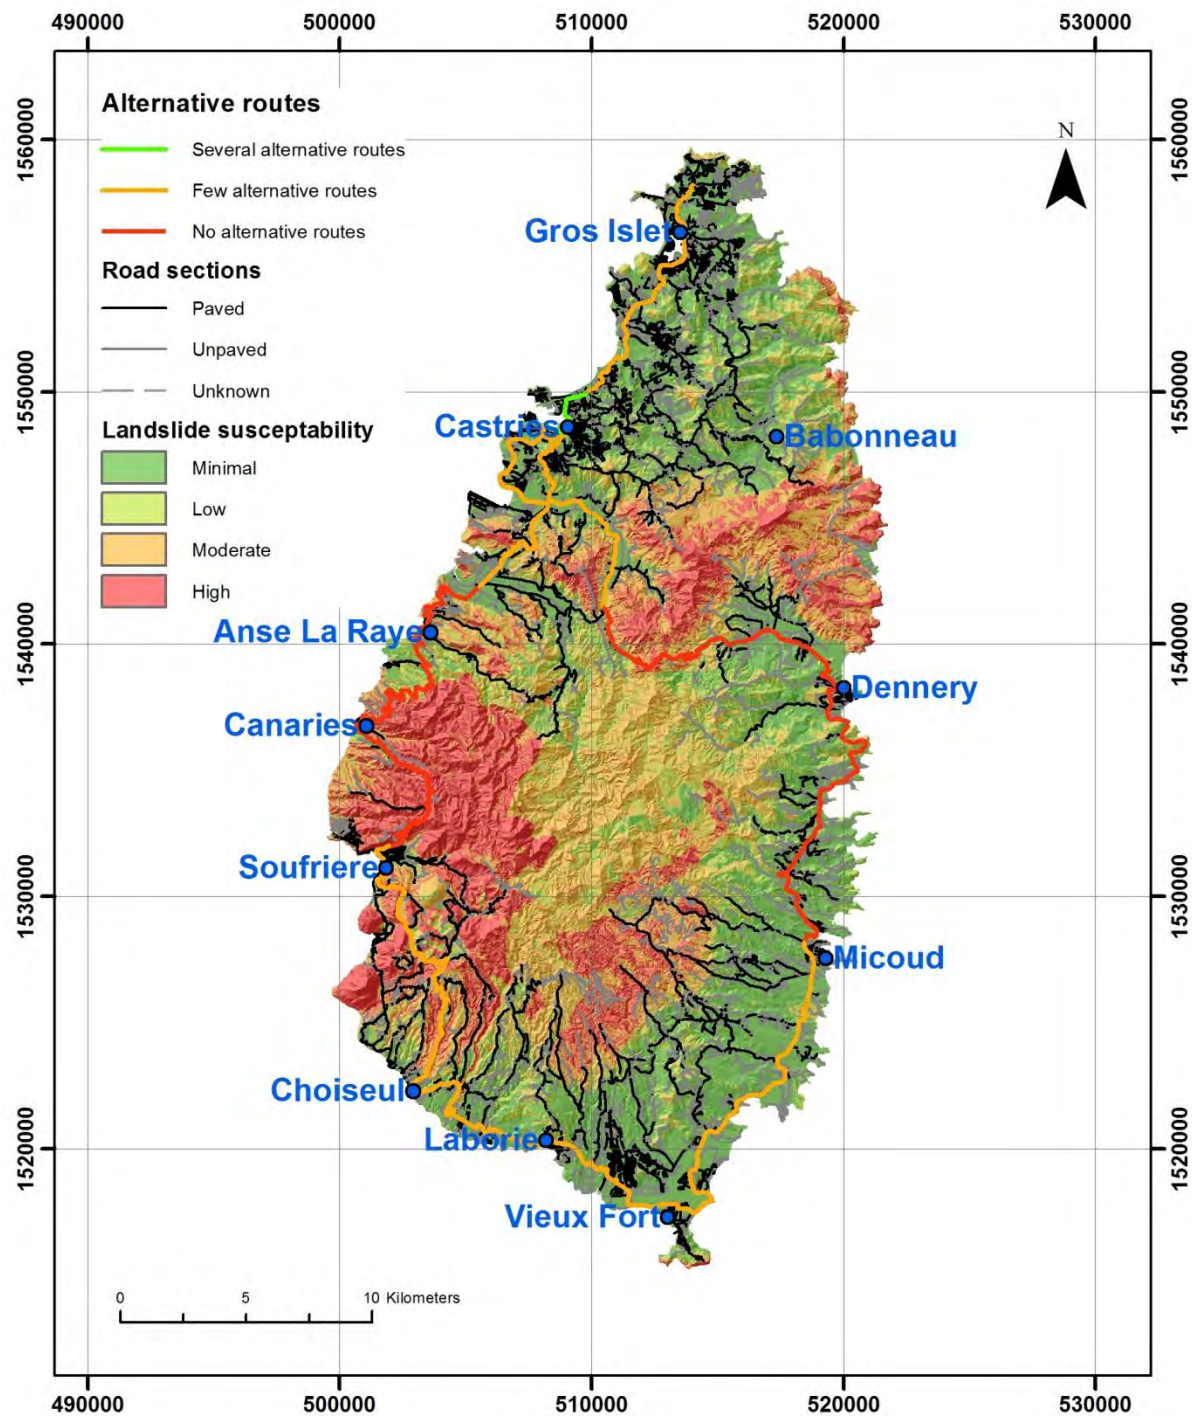 490000 500000 510000 520000 530000
1560000
1550000
1540000
1530000
1520000
Alternative routes
Several alternative routes
Few alternative routes
No alternative routes
Road sections
Paved
Unpaved
Unknown
Landslide susceptability
Minimal
Low
Moderate
High
N
Gros Islet
Castries
Babonneau
Anse La Raye
Dennery
Canaries
Soufriere
Micoud
Choiseul
Laborie
Vieux Fort
0 5 10 Kilometers
1560000
1550000
1540000
1530000
1520000
490000 500000 510000 520000 530000